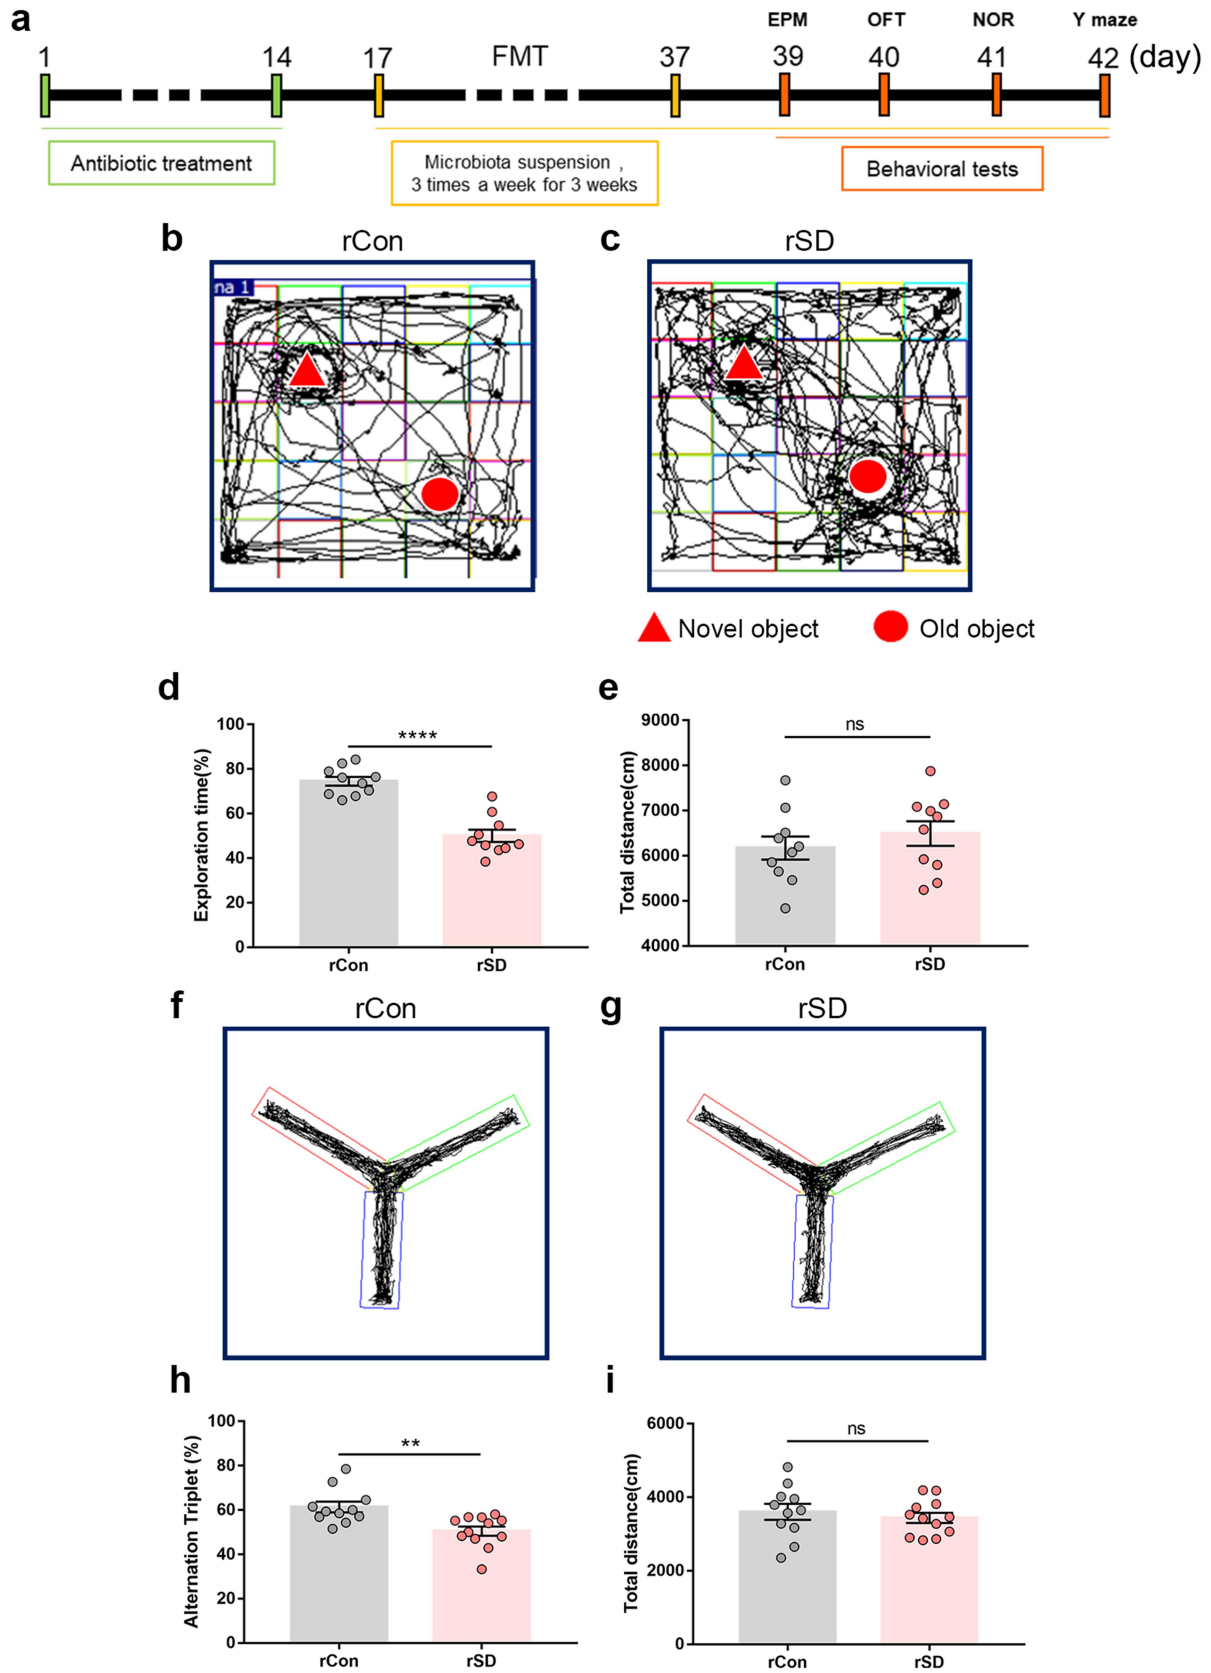 a
EPM OFT NOR Y maze
1 14 17 FMT 37 39 40 41 42 (day)
Antibiotic treatment
Microbiota suspension ,
3 times a week for 3 weeks
Behavioral tests
b rCon
c rSD
na 1
Novel object Old object
d
100
80
60
40
20
0
Exploration time(%)
****
rCon rSD
e
9000
8000
7000
6000
5000
4000
Total distance(cm)
ns
rCon rSD
f rCon
g rSD
h
100
80
60
40
20
0
Alternation Triplet (%)
**
rCon rSD
i
6000
4000
2000
0
Total distance(cm)
ns
rCon rSD